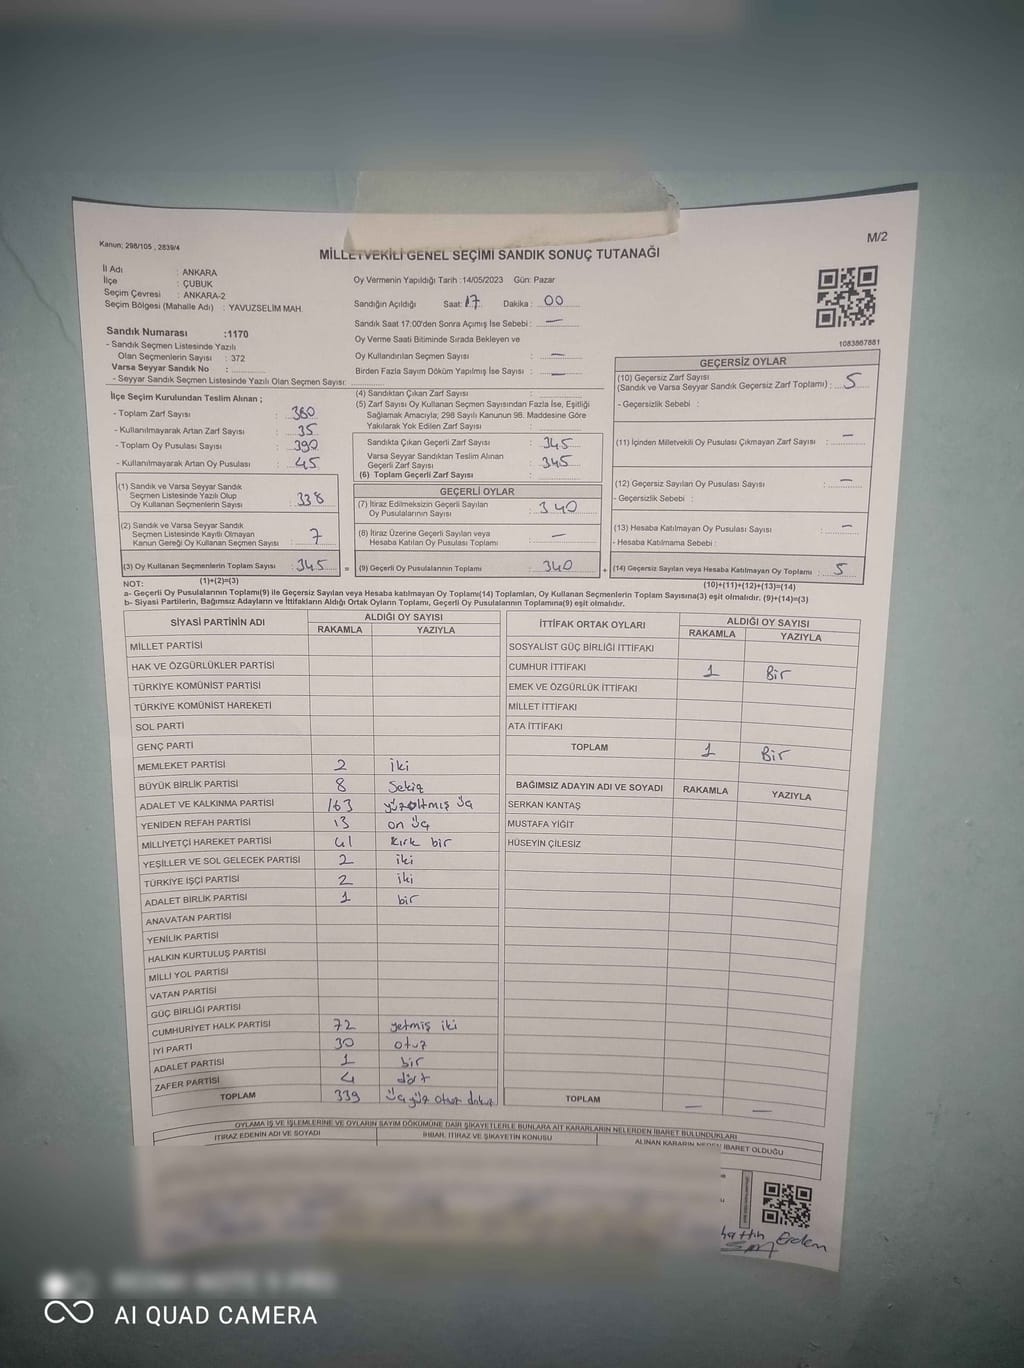 Kanun; 298/105 , 2839/4
M/2
MİLLETVEKİLİ GENEL SEÇİMİ SANDIK SONUÇ TUTANAĞI
İl Adı : ANKARA
İlçe : ÇUBUK
Seçim Çevresi : ANKARA-2
Seçim Bölgesi (Mahalle Adı) : YAVUZSELİM MAH.
Sandık Numarası :1170
- Sandık Seçmen Listesinde Yazılı
Olan Seçmenlerin Sayısı : 372
Varsa Seyyar Sandık No :
- Seyyar Sandık Seçmen Listesinde Yazılı Olan Seçmen Sayısı:
Oy Vermenin Yapıldığı Tarih :14/05/2023 Gün: Pazar
Sandığın Açıldığı Saat: 17 Dakika : 00
Sandık Saat 17:00'den Sonra Açımış İse Sebebi : —
Oy Verme Saati Bitiminde Sırada Bekleyen ve
Oy Kullandırılan Seçmen Sayısı : —
Birden Fazla Sayım Döküm Yapılmış İse Sayısı : —
1083867881
İlçe Seçim Kurulundan Teslim Alınan ;
- Toplam Zarf Sayısı : 380
- Kullanılmayarak Artan Zarf Sayısı : 35
- Toplam Oy Pusulası Sayısı : 390
- Kullanılmayarak Artan Oy Pusulası : 45
(1) Sandık ve Varsa Seyyar Sandık
Seçmen Listesinde Yazılı Olup
Oy Kullanan Seçmenlerin Sayısı : 338
(2) Sandık ve Varsa Seyyar Sandık
Seçmen Listesinde Kayıtlı Olmayan
Kanun Gereği Oy Kullanan Seçmen Sayısı : 7
(3) Oy Kullanan Seçmenlerin Toplam Sayısı : 345 =
(4) Sandıktan Çıkan Zarf Sayısı :
(5) Zarf Sayısı Oy Kullanan Seçmen Sayısından Fazla İse, Eşitliği
Sağlamak Amacıyla; 298 Sayılı Kanunun 98. Maddesine Göre
Yakılarak Yok Edilen Zarf Sayısı :
Sandıkta Çıkan Geçerli Zarf Sayısı : 345
Varsa Seyyar Sandıktan Teslim Alınan
Geçerli Zarf Sayısı : 345
(6) Toplam Geçerli Zarf Sayısı :
GEÇERLİ OYLAR
(7) İtiraz Edilmeksizin Geçerli Sayılan
Oy Pusulalarının Sayısı : 340
(8) İtiraz Üzerine Geçerli Sayılan veya
Hesaba Katılan Oy Pusulası Toplamı : —
(9) Geçerli Oy Pusulalarının Toplamı : 340 +
GEÇERSİZ OYLAR
(10) Geçersiz Zarf Sayısı
(Sandık ve Varsa Seyyar Sandık Geçersiz Zarf Toplamı) : 5
- Geçersizlik Sebebi :
(11) İçinden Milletvekili Oy Pusulası Çıkmayan Zarf Sayısı : —
(12) Geçersiz Sayılan Oy Pusulası Sayısı : —
- Geçersizlik Sebebi :
(13) Hesaba Katılmayan Oy Pusulası Sayısı : —
- Hesaba Katılmama Sebebi :
(14) Geçersiz Sayılan veya Hesaba Katılmayan Oy Toplamı : 5
NOT: (1)+(2)=(3) (10)+(11)+(12)+(13)=(14)
a- Geçerli Oy Pusulalarının Toplamı(9) ile Geçersiz Sayılan veya Hesaba katılmayan Oy Toplamı(14) Toplamları, Oy Kullanan Seçmenlerin Toplam Sayısına(3) eşit olmalıdır. (9)+(14)=(3)
b- Siyasi Partilerin, Bağımsız Adayların ve İttifakların Aldığı Ortak Oyların Toplamı, Geçerli Oy Pusulalarının Toplamına(9) eşit olmalıdır.
SİYASİ PARTİNİN ADI ALDIĞI OY SAYISI
RAKAMLA YAZIYLA
MİLLET PARTİSİ
HAK VE ÖZGÜRLÜKLER PARTİSİ
TÜRKİYE KOMÜNİST PARTİSİ
TÜRKİYE KOMÜNİST HAREKETİ
SOL PARTİ
GENÇ PARTİ
MEMLEKET PARTİSİ 2 iki
BÜYÜK BİRLİK PARTİSİ 8 Sekiz
ADALET VE KALKINMA PARTİSİ 163 yüzaltmış üç
YENİDEN REFAH PARTİSİ 13 on üç
MİLLİYETÇİ HAREKET PARTİSİ 41 kırk bir
YEŞİLLER VE SOL GELECEK PARTİSİ 2 iki
TÜRKİYE İŞÇİ PARTİSİ 2 iki
ADALET BİRLİK PARTİSİ 1 bir
ANAVATAN PARTİSİ
YENİLİK PARTİSİ
HALKIN KURTULUŞ PARTİSİ
MİLLİ YOL PARTİSİ
VATAN PARTİSİ
GÜÇ BİRLİĞİ PARTİSİ
CUMHURİYET HALK PARTİSİ 72 yetmiş iki
İYİ PARTİ 30 otuz
ADALET PARTİSİ 1 bir
ZAFER PARTİSİ 4 dört
TOPLAM 339 üç yüz otuz dokuz
İTTİFAK ORTAK OYLARI ALDIĞI OY SAYISI
RAKAMLA YAZIYLA
SOSYALİST GÜÇ BİRLİĞİ İTTİFAKI
CUMHUR İTTİFAKI 1 Bir
EMEK VE ÖZGÜRLÜK İTTİFAKI
MİLLET İTTİFAKI
ATA İTTİFAKI
TOPLAM 1 Bir
BAĞIMSIZ ADAYIN ADI VE SOYADI RAKAMLA YAZIYLA
SERKAN KANTAŞ
MUSTAFA YİĞİT
HÜSEYİN ÇİLESİZ
TOPLAM — —
OYLAMA İŞ VE İŞLEMLERİNE VE OYLARIN SAYIM DÖKÜMÜNE DAİR ŞİKAYETLERLE BUNLARA AİT KARARLARIN NELERDEN İBARET BULUNDUKLARI
İTİRAZ EDENİN ADI VE SOYADI İHBAR, İTİRAZ VE ŞİKAYETİN KONUSU ALINAN KARARIN NEDEN İBARET OLDUĞU
Erden
AI QUAD CAMERA